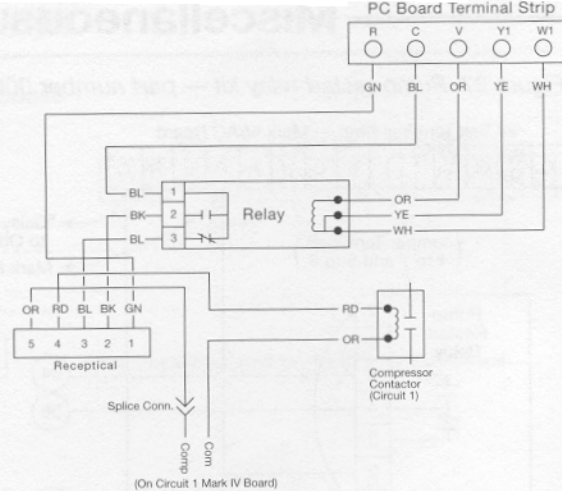 PC Board Terminal Strip
R C V Y1 W1
GN BL OR YE WH
BL 1
BK 2
BL 3
Relay
OR
YE
WH
RD
OR
OR RD BL BK GN
5 4 3 2 1
Receptical
Compressor
Contactor
(Circuit 1)
Splice Conn.
Comp
Com
(On Circuit 1 Mark IV Board)